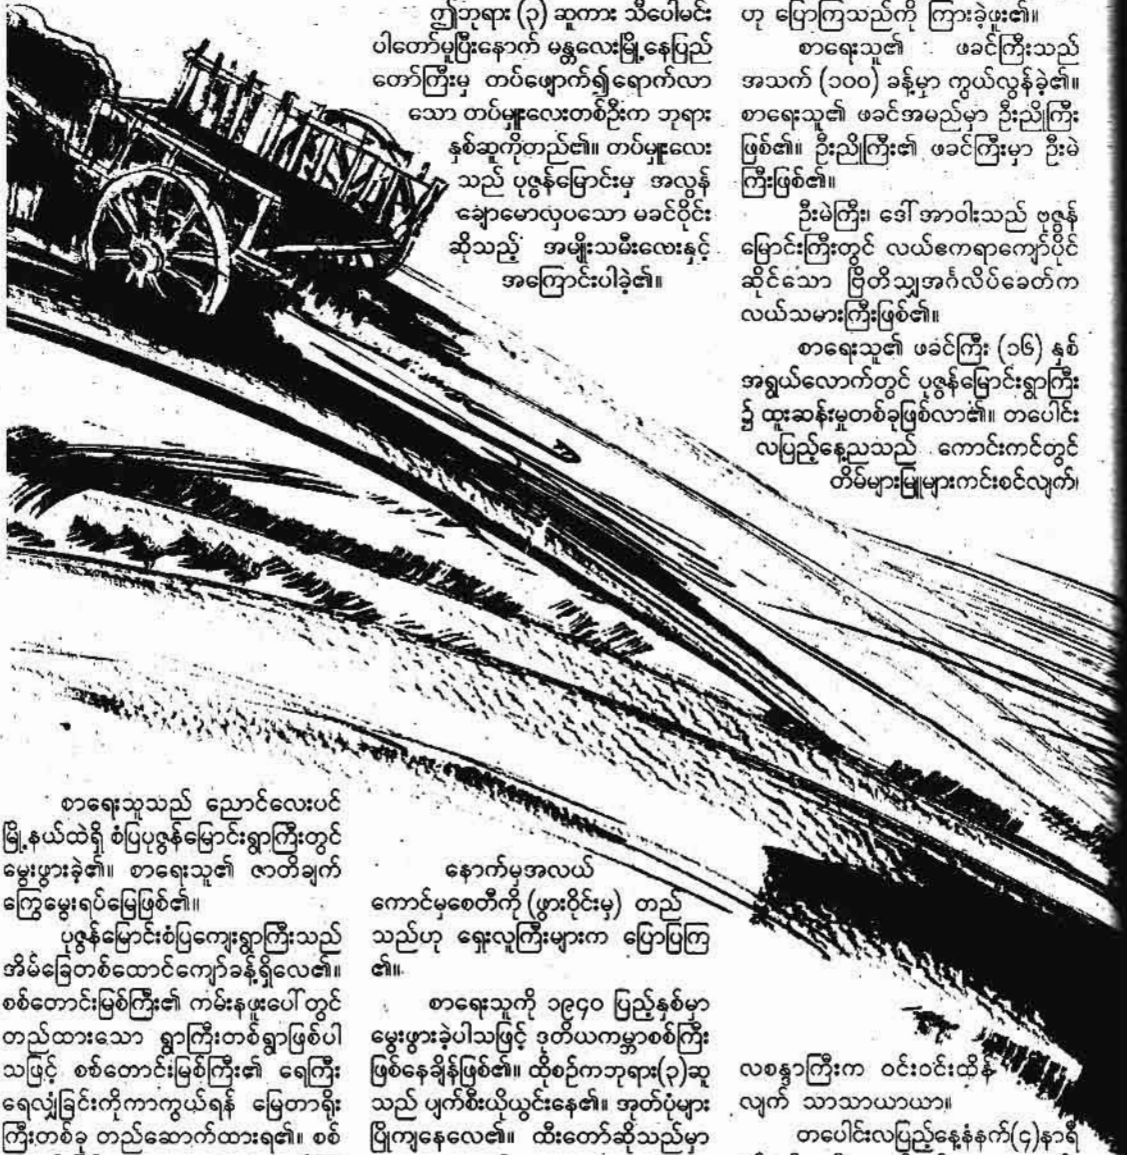 စာရေးသူသည် ညောင်လေးပင်
မြို့နယ်ထဲရှိ စံပြပုဇွန်မြောင်းရွာကြီးတွင်
မွေးဖွားခဲ့၏။ စာရေးသူ၏ ဇာတိချက်
ကြွေမွေးရပ်မြေဖြစ်၏။
ပုဇွန်မြောင်းစံပြကျေးရွာကြီးသည်
အိမ်ခြေတစ်ထောင်ကျော်ခန့်ရှိလေ၏။
စစ်တောင်းမြစ်ကြီး၏ ကမ်းနဖူးပေါ်တွင်
တည်ထားသော ရွာကြီးတစ်ရွာဖြစ်ပါ
သဖြင့် စစ်တောင်းမြစ်ကြီး၏ ရေကြီး
ရေလျှံခြင်းကိုကာကွယ်ရန် မြေတာရိုး
ကြီးတစ်ခု တည်ဆောက်ထားရ၏။ စစ်
ဤဘုရား (၃) ဆူကား သီပေါမင်း
ပါတော်မူပြီးနောက် မန္တလေးမြို့နေပြည်
တော်ကြီးမှ တပ်ဖျောက်၍ရောက်လာ
သော တပ်မှူးလေးတစ်ဦးက ဘုရား
နှစ်ဆူကိုတည်၏။ တပ်မှူးလေး
သည် ပုဇွန်မြောင်းမှ အလွန်
ချောမောလှပသော မခင်ဝိုင်း
ဆိုသည့် အမျိုးသမီးလေးနှင့်
အကြောင်းပါခဲ့၏။
နောက်မှအလယ်
ကောင်မှစေတီကို (ဖွားဝိုင်းမှ) တည်
သည်ဟု ရှေးလူကြီးများက ပြောပြကြ
၏။
စာရေးသူကို ၁၉၄၀ ပြည့်နှစ်မှာ
မွေးဖွားခဲ့ပါသဖြင့် ဒုတိယကမ္ဘာစစ်ကြီး
ဖြစ်နေချိန်ဖြစ်၏။ ထိုစဉ်ကဘုရား(၃)ဆူ
သည် ပျက်စီးယိုယွင်းနေ၏။ အုတ်ပုံများ
ပြိုကျနေလေ၏။ ထီးတော်ဆိုသည်မှာ
ဟု ပြောကြသည်ကို ကြားခဲ့ဖူး၏။
စာရေးသူ၏ ဖခင်ကြီးသည်
အသက် (၁၀၀) ခန့်မှာ ကွယ်လွန်ခဲ့၏။
စာရေးသူ၏ ဖခင်အမည်မှာ ဦးညိုကြီး
ဖြစ်၏။ ဦးညိုကြီး၏ ဖခင်ကြီးမှာ ဦးမဲ
ကြီးဖြစ်၏။
ဦးမဲကြီး၊ ဒေါ်အာဝါးသည် ဗုဇွန်
မြောင်းကြီးတွင် လယ်ဧကရာကျော်ပိုင်
ဆိုင်သော ဗြိတိသျှအင်္ဂလိပ်ခေတ်က
လယ်သမားကြီးဖြစ်၏။
စာရေးသူ၏ ဖခင်ကြီး (၁၆) နှစ်
အရွယ်လောက်တွင် ပုဇွန်မြောင်းရွာကြီး
၌ ထူးဆန်းမှုတစ်ခုဖြစ်လာ၏။ တပေါင်း
လပြည့်နေ့ညသည် ကောင်းကင်တွင်
တိမ်များမြူများကင်းစင်လျက်၊
လစန္ဒာကြီးက ဝင်းဝင်းထိန်
လျက် သာသာယာယာ။
တပေါင်းလပြည့်နေ့နံနက်(၄)နာရီ